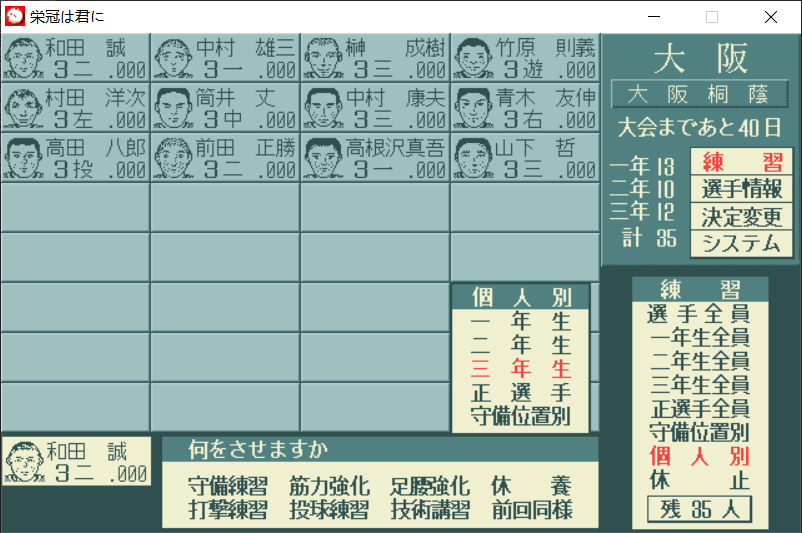 栄冠は君に
和田 誠 中村 雄三 榊 成樹 竹原 則義
3二 .000 3一 .000 3三 .000 3遊 .000
村田 洋次 筒井 丈 中村 康夫 青木 友伸
3左 .000 3中 .000 3三 .000 3右 .000
高田 八郎 前田 正勝 高根沢真吾 山下 哲
3投 .000 3二 .000 3一 .000 3三 .000
大 阪
大 阪 桐 蔭
大会まであと40日
一年 13
二年 10
三年 12
計 35
練 習
選手情報
決定変更
システム
個 人 別
一 年 生
二 年 生
三 年 生
正 選 手
守備位置別
練 習
選手全員
一年生全員
二年生全員
三年生全員
正選手全員
守備位置別
個 人 別
休 止
残 35 人
和田 誠
3二 .000
何をさせますか
守備練習 筋力強化 足腰強化 休 養
打撃練習 投球練習 技術講習 前回同様